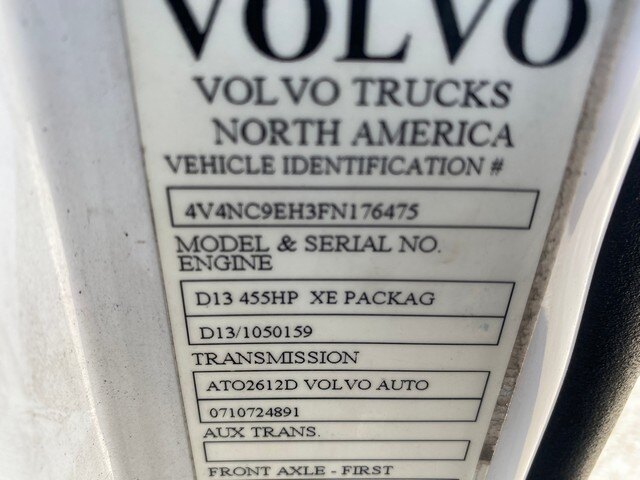 VOLVO
VOLVO TRUCKS
NORTH AMERICA
VEHICLE IDENTIFICATION #
4V4NC9EH3FN176475
MODEL & SERIAL NO.
ENGINE
D13 455HP XE PACKAG
D13/1050159
TRANSMISSION
ATO2612D VOLVO AUTO
0710724891
AUX TRANS.
FRONT AXLE - FIRST